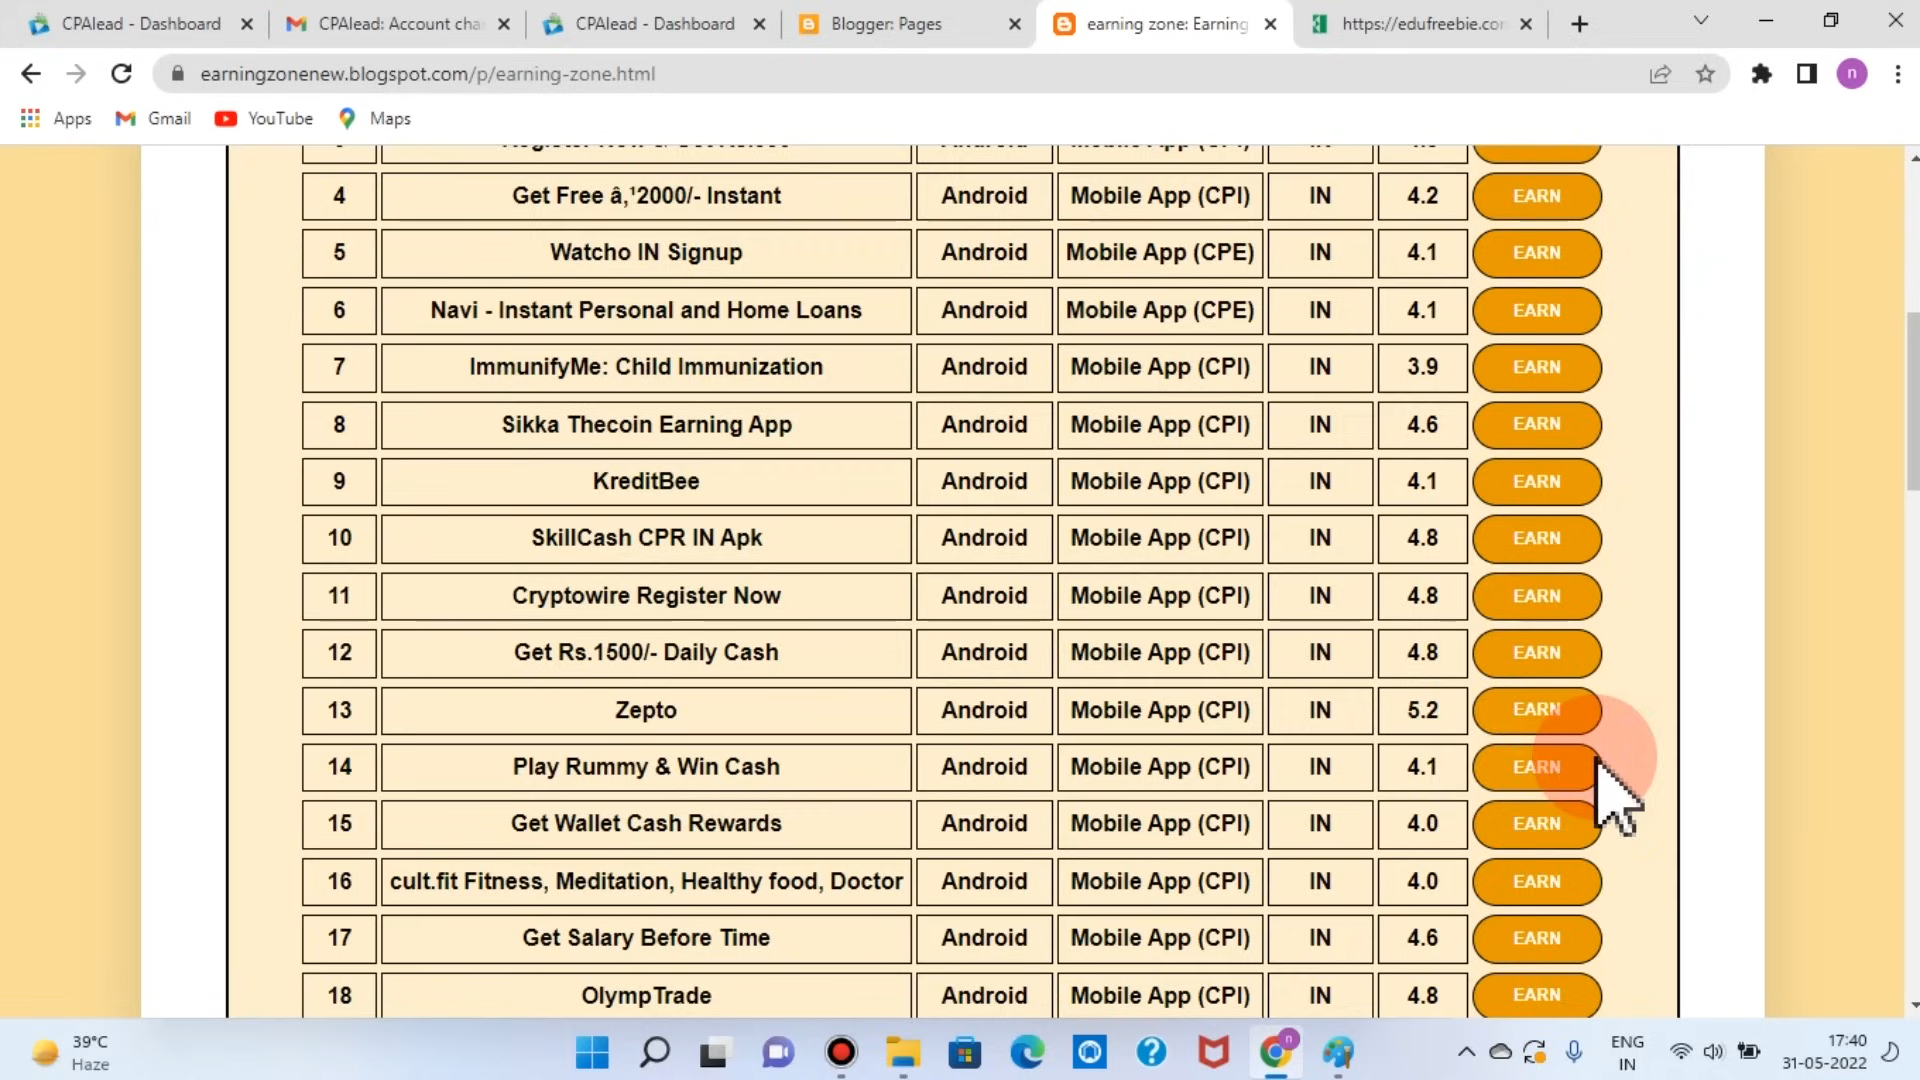 CPAlead - Dashboard
CPAlead: Account cha
CPAlead - Dashboard
Blogger: Pages
earning zone: Earning
https://edufreebie.com
earningzonenew.blogspot.com/p/earning-zone.html
n
Apps
Gmail
YouTube
Maps
4 Get Free â‚¹2000/- Instant Android Mobile App (CPI) IN 4.2 EARN
5 Watcho IN Signup Android Mobile App (CPE) IN 4.1 EARN
6 Navi - Instant Personal and Home Loans Android Mobile App (CPE) IN 4.1 EARN
7 ImmunifyMe: Child Immunization Android Mobile App (CPI) IN 3.9 EARN
8 Sikka Thecoin Earning App Android Mobile App (CPI) IN 4.6 EARN
9 KreditBee Android Mobile App (CPI) IN 4.1 EARN
10 SkillCash CPR IN Apk Android Mobile App (CPI) IN 4.8 EARN
11 Cryptowire Register Now Android Mobile App (CPI) IN 4.8 EARN
12 Get Rs.1500/- Daily Cash Android Mobile App (CPI) IN 4.8 EARN
13 Zepto Android Mobile App (CPI) IN 5.2 EARN
14 Play Rummy & Win Cash Android Mobile App (CPI) IN 4.1 EARN
15 Get Wallet Cash Rewards Android Mobile App (CPI) IN 4.0 EARN
16 cult.fit Fitness, Meditation, Healthy food, Doctor Android Mobile App (CPI) IN 4.0 EARN
17 Get Salary Before Time Android Mobile App (CPI) IN 4.6 EARN
18 OlympTrade Android Mobile App (CPI) IN 4.8 EARN
39°C
Haze
n
ENG
IN
17:40
31-05-2022